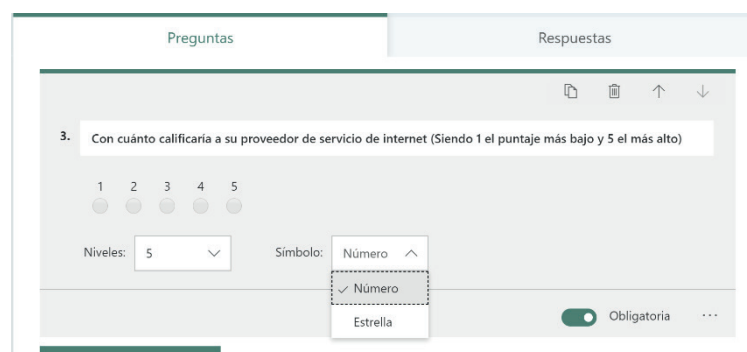 Preguntas Respuestas
3. Con cuánto calificaría a su proveedor de servicio de internet (Siendo 1 el puntaje más bajo y 5 el más alto)
1 2 3 4 5
Niveles: 5 Símbolo: Número
Número
Estrella
Obligatoria ...